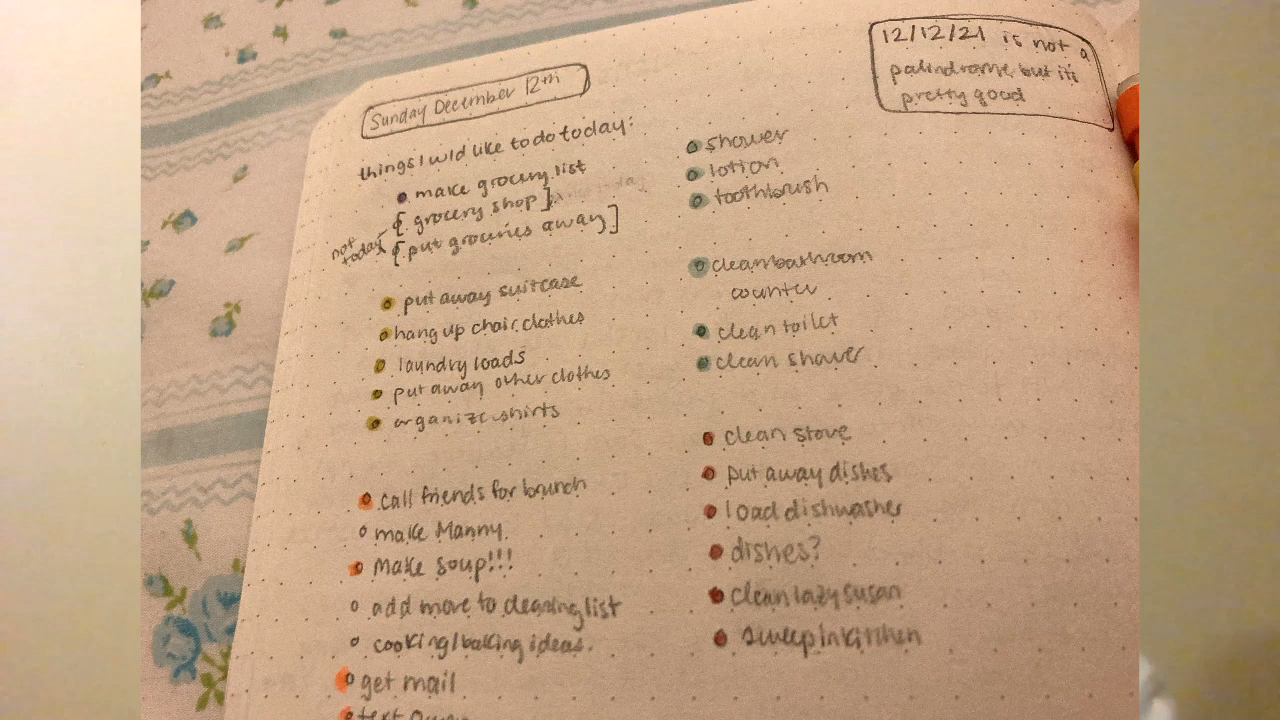 Sunday December 12th
things I wld like to do today:
make grocery list
[grocery shop]
not today
[put groceries away]
put away suitcase
hang up chair clothes
laundry loads
put away other clothes
organize shirts
call friends for brunch
make Manny
make soup!!!
add more to cleaning list
cooking/baking ideas.
get mail
text
12/12/21 is not a
palindrome but it's
pretty good
shower
lotion
toothbrush
clean bathroom
counter
clean toilet
clean shower
clean stove
put away dishes
load dishwasher
dishes?
clean lazy susan
sweep in kitchen